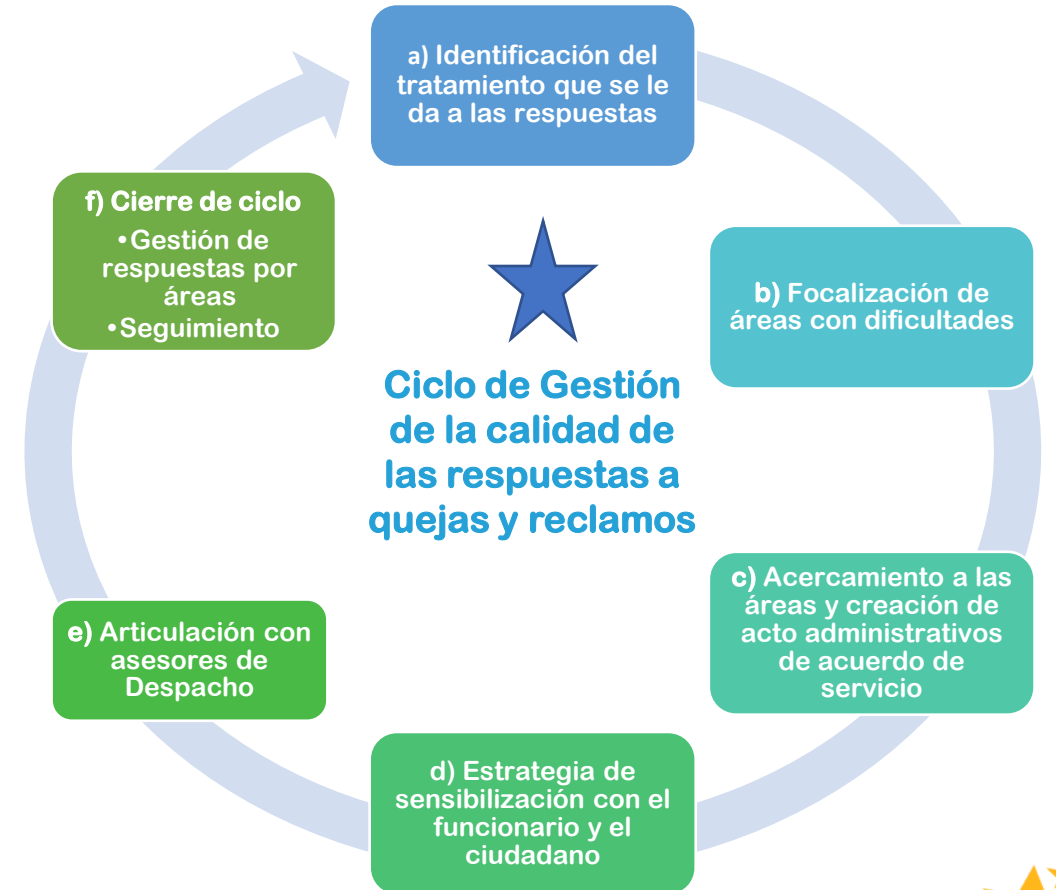 a) Identificación del
tratamiento que se le
da a las respuestas
b) Focalización de
áreas con dificultades
c) Acercamiento a las
áreas y creación de
acto administrativos
de acuerdo de
servicio
d) Estrategia de
sensibilización con el
funcionario y el
ciudadano
e) Articulación con
asesores de
Despacho
f) Cierre de ciclo
•Gestión de
respuestas por
áreas
•Seguimiento
Ciclo de Gestión
de la calidad de
las respuestas a
quejas y reclamos